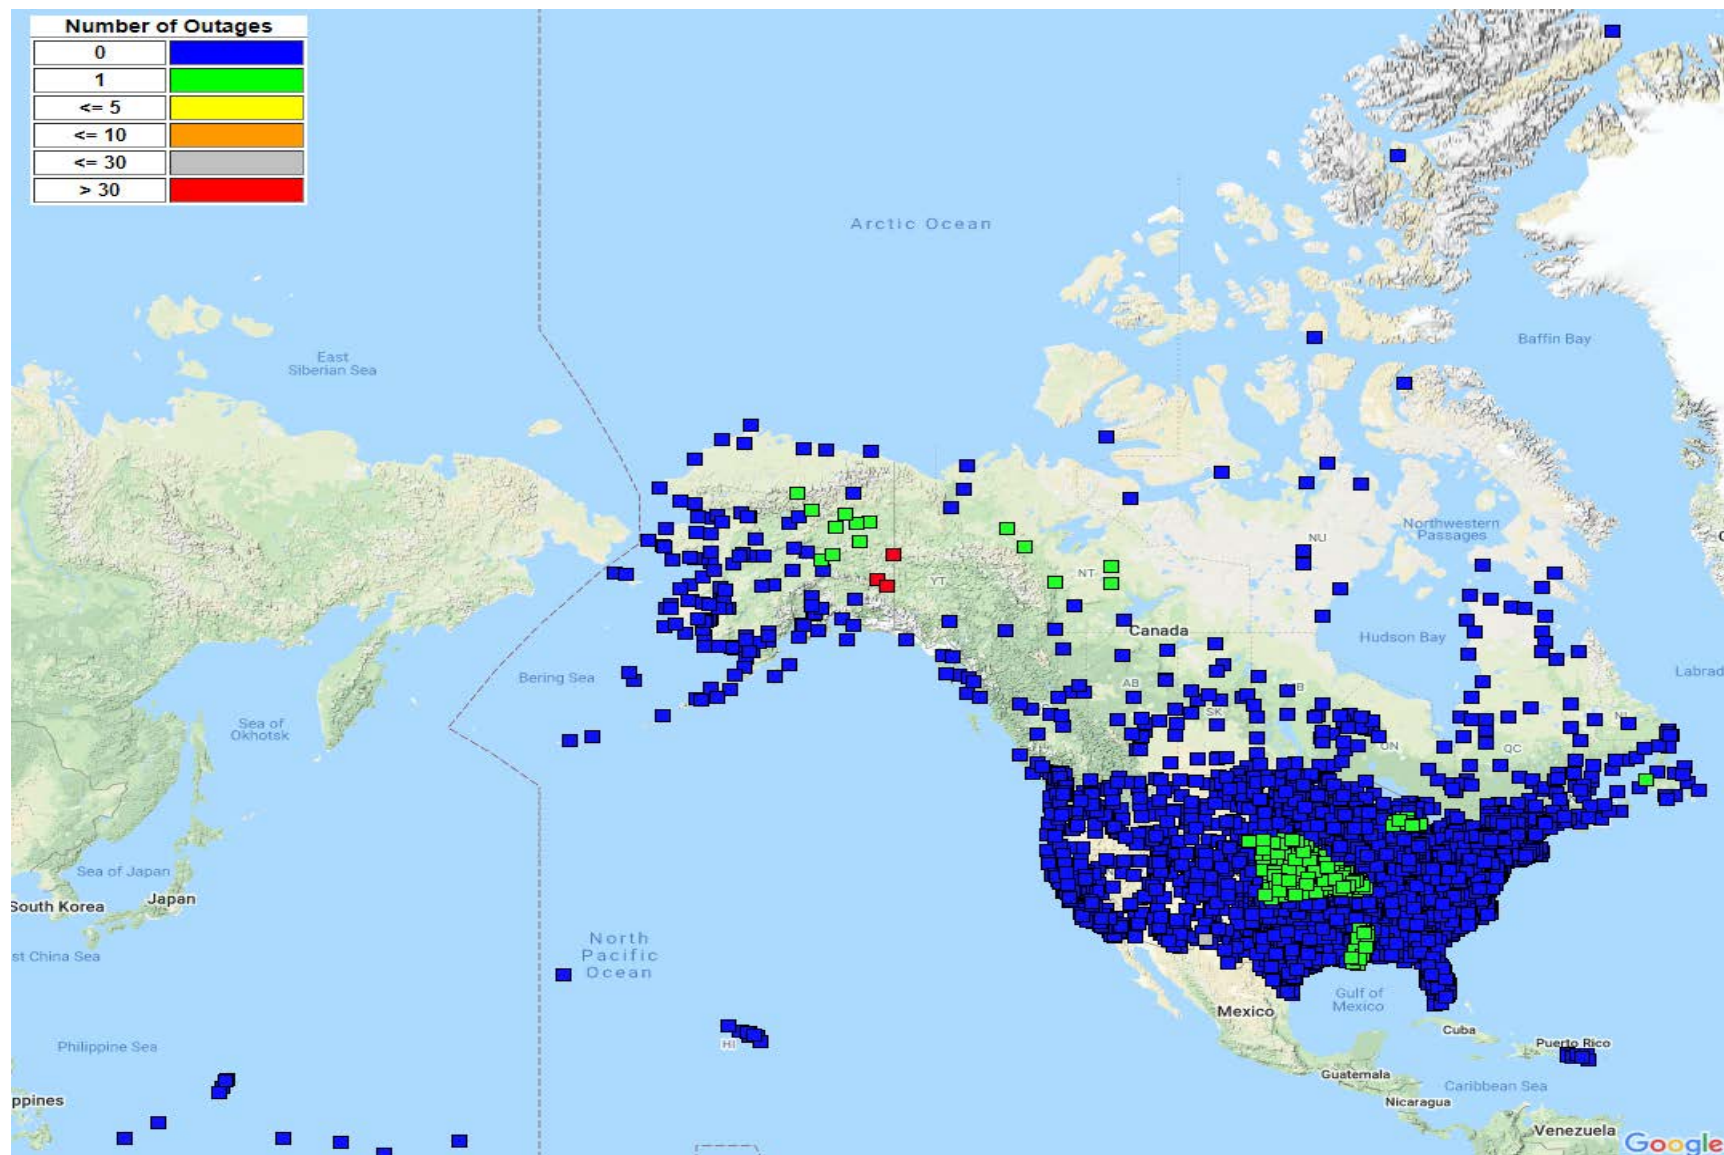 Number of Outages
0
1
<= 5
<= 10
<= 30
> 30
Arctic Ocean
East
Siberian Sea
Baffin Bay
Northwestern
Passages
NU
YT
NT
Canada
Hudson Bay
Bering Sea
Labrad
AB
SK
ON
QC
NL
Sea of
Okhotsk
Sea of Japan
South Korea
Japan
st China Sea
North
Pacific
Ocean
Gulf of
Mexico
Mexico
Cuba
Puerto Rico
HI
Philippine Sea
Guatemala
Caribbean Sea
Nicaragua
ppines
Venezuela
Google